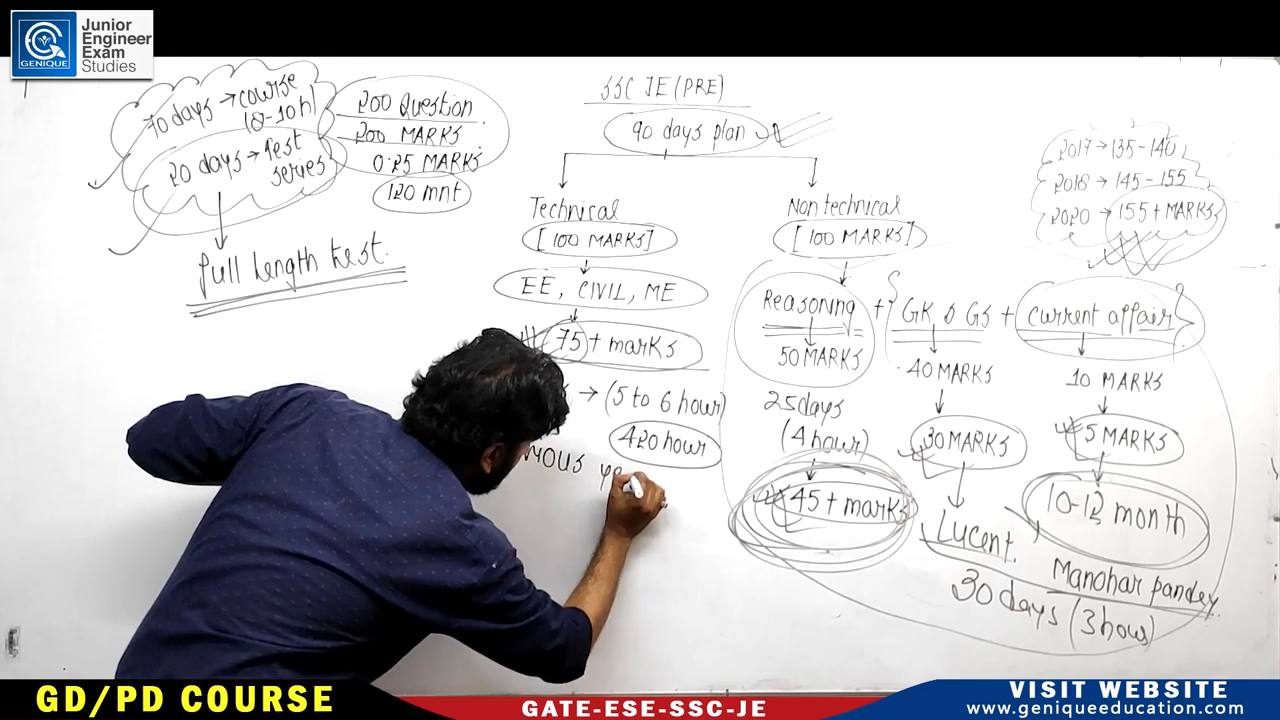 Junior
Engineer
Exam
Studies
GENIQUE
SSC JE (PRE)
90 days plan
70 days → course
(8-10h)
20 days → Test
series
full length test.
200 Question
200 MARKS
0.25 MARKS
120 mnt
2017 → 135-140
2018 → 145-155
2020 → 155+ MARKS
Technical
[100 MARKS]
EE, CIVIL, ME
75+ marks
→ (5 to 6 hour)
420 hour
Non technical
[100 MARKS]
Reasoning + { GK & GS + current affair }
50 MARKS
25 days
(4 hour)
45+ marks
40 MARKS
30 MARKS
Lucent.
10 MARKS
5 MARKS
10-12 month
Manohar pandey
30 days (3 hour)
GD/PD COURSE
GATE-ESE-SSC-JE
VISIT WEBSITE
www.geniqueeducation.com